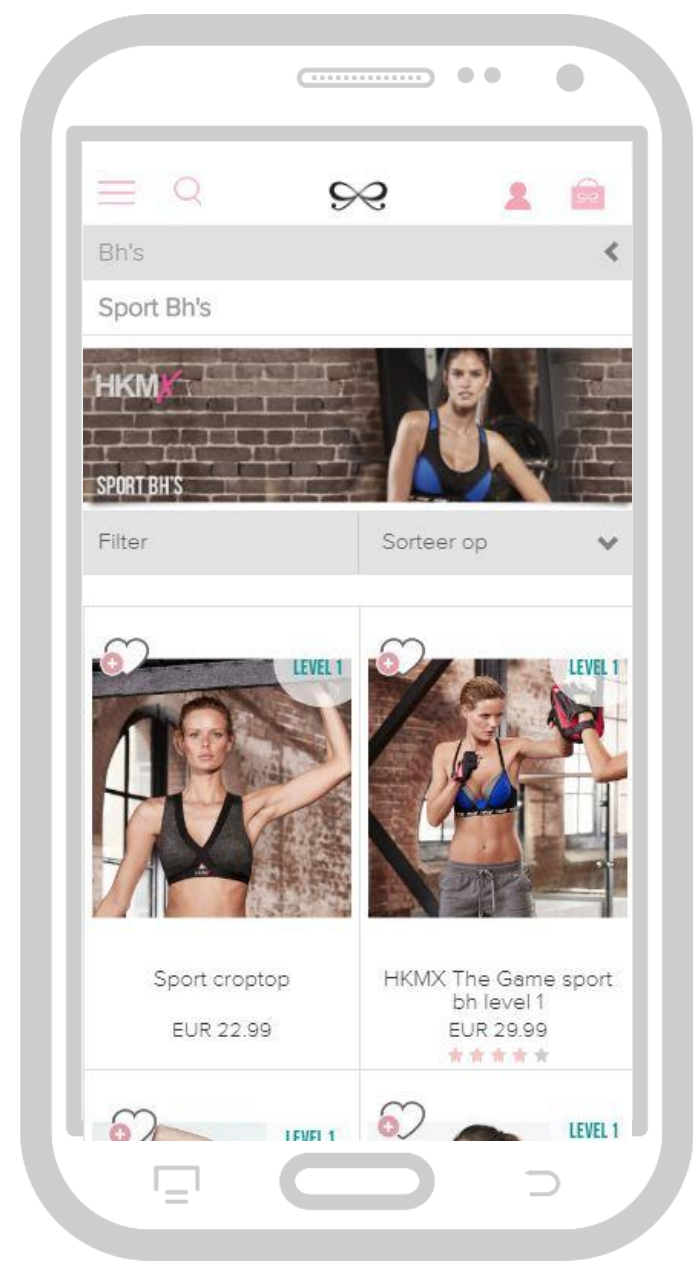 Bh's
Sport Bh's
HKMX
SPORT BH'S
Filter
Sorteer op
LEVEL 1
LEVEL 1
Sport croptop
HKMX The Game sport
bh level 1
EUR 22.99
EUR 29.99
LEVEL 1
LEVEL 1